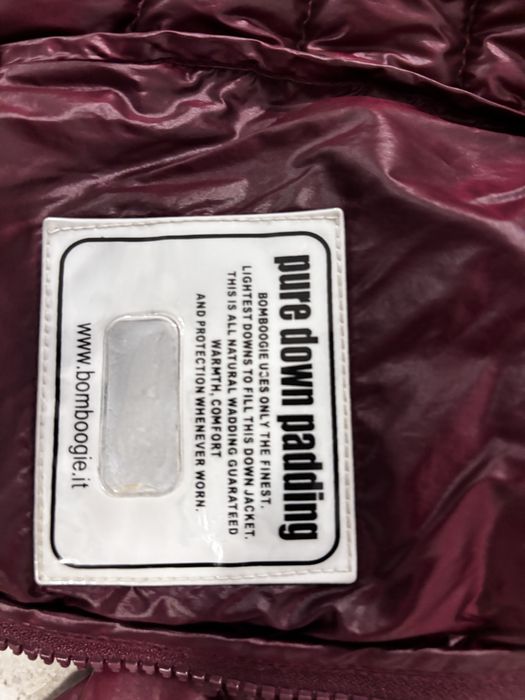 pure down padding
BOMBOOGIE USES ONLY THE FINEST.
LIGHTEST DOWNS TO FILL THIS DOWN JACKET.
THIS IS ALL NATURAL WADDING GUARATEED
WARMTH, COMFORT
AND PROTECTION WHENEVER WORN.
www.bomboogie.it